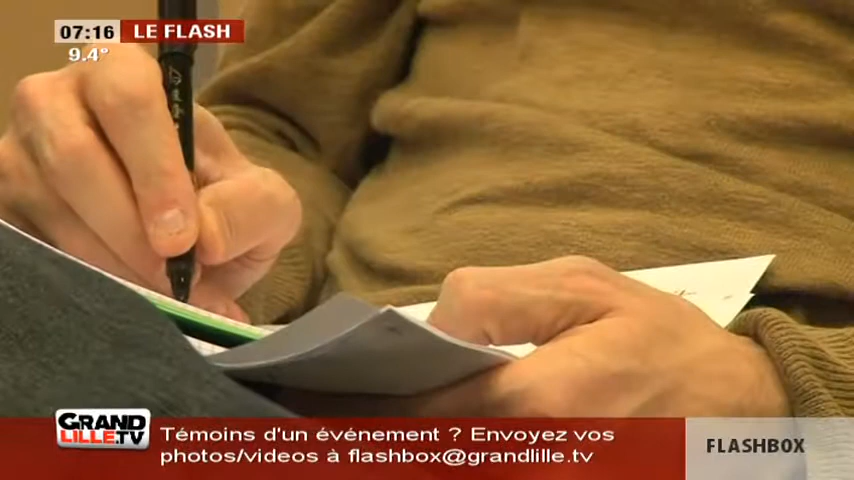 07:16 LE FLASH
9.4°
GRAND
LILLE.TV
Témoins d'un événement ? Envoyez vos
photos/videos à flashbox@grandlille.tv
FLASHBOX